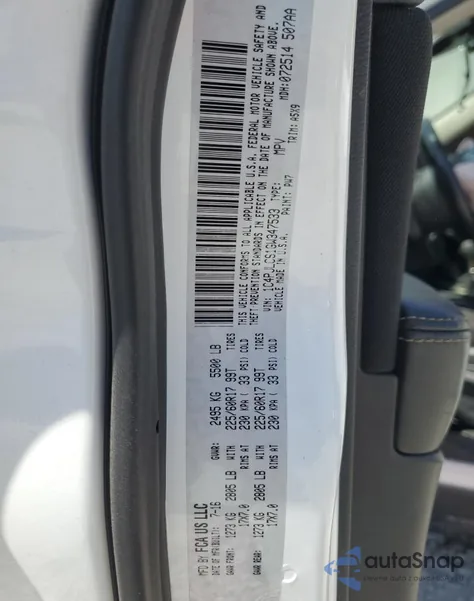 MFD BY: FCA US LLC
DATE OF MFR(BUILT): 7-16 GVWR: 2495 KG 5500 LB
GAWR FRONT: 1273 KG 2805 LB WITH 225/60R17 99T TIRES
17X7.0 RIMS AT 230 KPA ( 33 PSI) COLD
GAWR REAR: 1273 KG 2805 LB WITH 225/60R17 99T TIRES
17X7.0 RIMS AT 230 KPA ( 33 PSI) COLD
THIS VEHICLE CONFORMS TO ALL APPLICABLE U.S.A. FEDERAL MOTOR VEHICLE SAFETY AND
THEFT PREVENTION STANDARDS IN EFFECT ON THE DATE OF MANUFACTURE SHOWN ABOVE.
VIN: 1C4PJLCS1GW347533 TYPE: MPV MDH: 072514 507AA
VEHICLE MADE IN U.S.A. PAINT: PW7 TRIM: A5X9
autoSnap